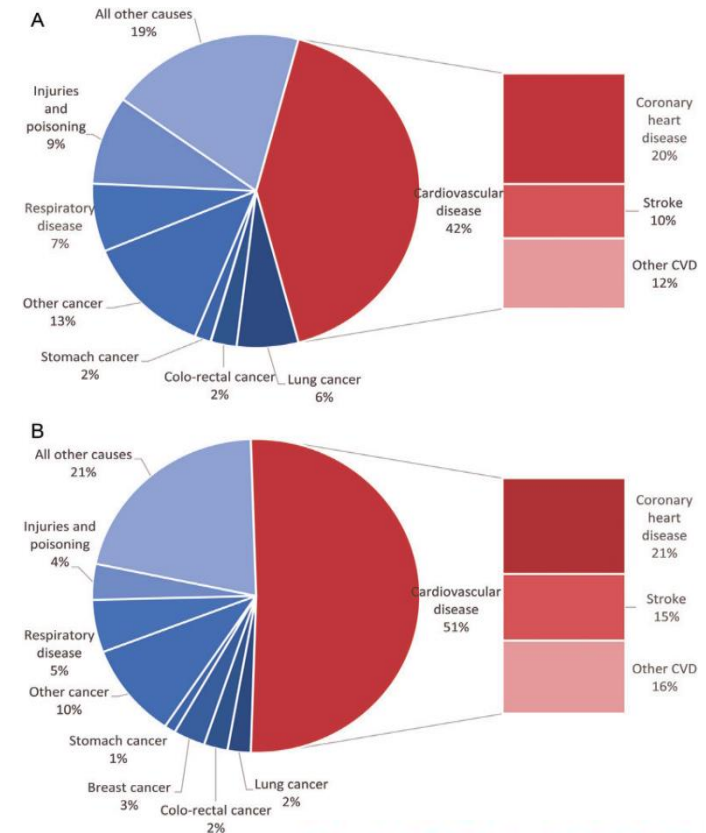 A
All other causes
19%
Injuries
and
poisoning
9%
Respiratory
disease
7%
Other cancer
13%
Stomach cancer
2%
Colo-rectal cancer
2%
Lung cancer
6%
Cardiovascular
disease
42%
Coronary
heart
disease
20%
Stroke
10%
Other CVD
12%
B
All other causes
21%
Injuries and
poisoning
4%
Respiratory
disease
5%
Other cancer
10%
Stomach cancer
1%
Breast cancer
3%
Colo-rectal cancer
2%
Lung cancer
2%
Cardiovascular
disease
51%
Coronary
heart
disease
21%
Stroke
15%
Other CVD
16%